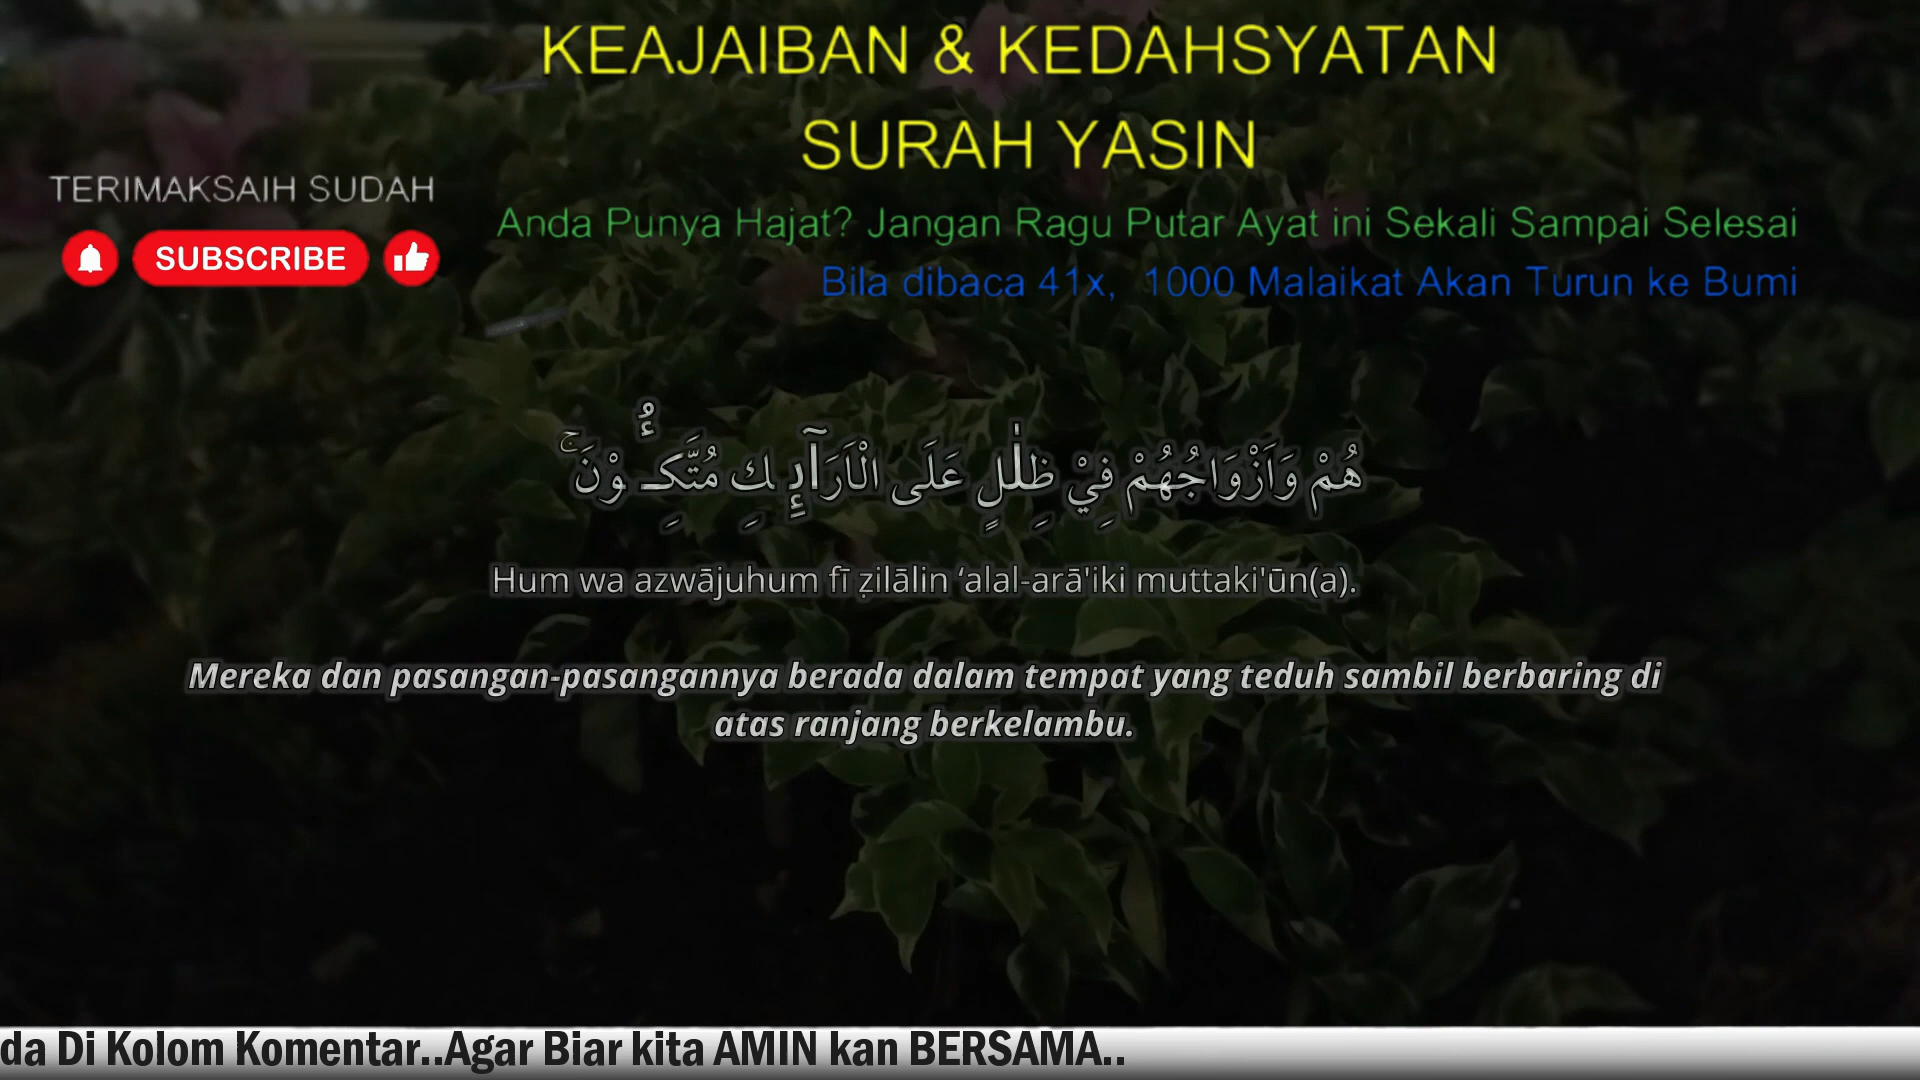 KEAJAIBAN & KEDAHSYATAN
SURAH YASIN
TERIMAKSAIH SUDAH
SUBSCRIBE
Anda Punya Hajat? Jangan Ragu Putar Ayat ini Sekali Sampai Selesai
Bila dibaca 41x, 1000 Malaikat Akan Turun ke Bumi
هُمْ وَاَزْوَاجُهُمْ فِيْ ظِلٰلٍ عَلَى الْاَرَاۤىِٕكِ مُتَّكِـُٔوْنَ ۚ
Hum wa azwājuhum fī ẓilālin ‘alal-arā'iki muttaki'ūn(a).
Mereka dan pasangan-pasangannya berada dalam tempat yang teduh sambil berbaring di
atas ranjang berkelambu.
da Di Kolom Komentar..Agar Biar kita AMIN kan BERSAMA..